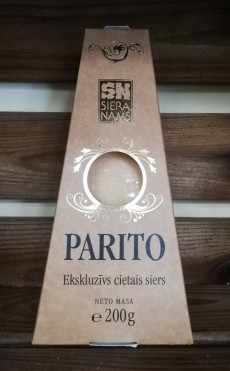 SN
SIERA
NAMS
PARITO
Ekskluzīvs cietais siers
NETO MASA
℮ 200g